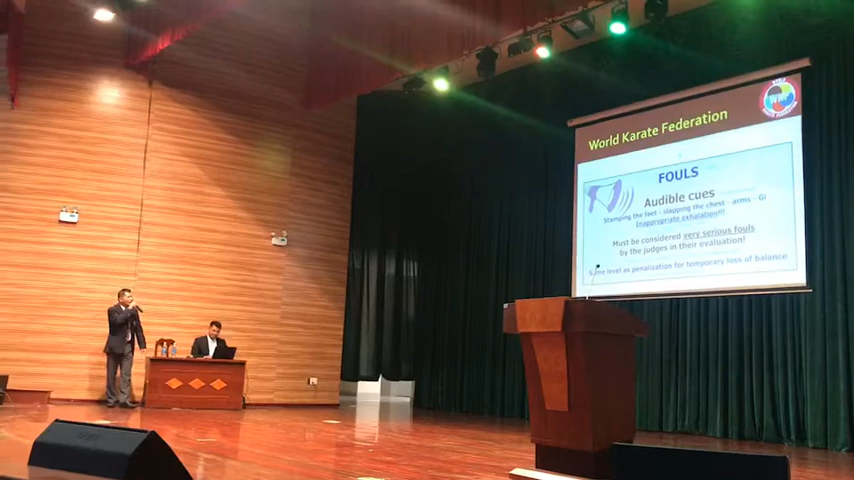 World Karate Federation
WKF
FOULS
Audible cues
Stamping the feet - slapping the chest - arms - Gi
Inappropriate exhalation!!!
Must be considered very serious fouls
by the judges in their evaluation!
Same level as penalization for temporary loss of balance